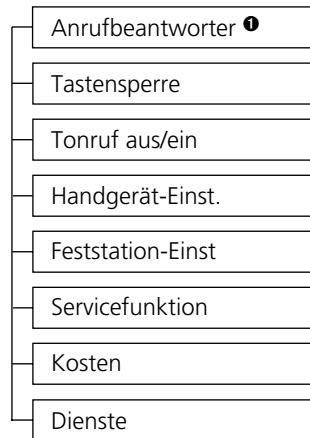 Anrufbeantworter ❶
Tastensperre
Tonruf aus/ein
Handgerät-Einst.
Feststation-Einst
Servicefunktion
Kosten
Dienste